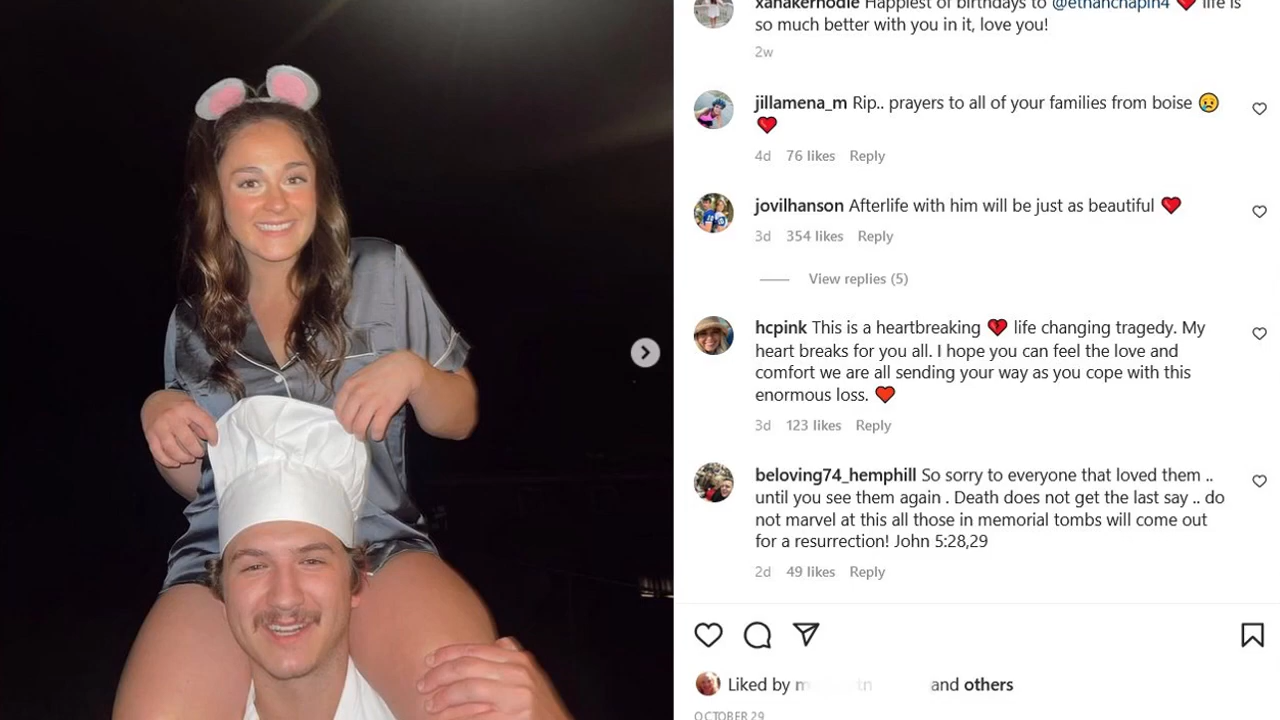 xanakernodle Happiest of birthdays to @ethanchapin4 ❤️ life is
so much better with you in it, love you!
2w
jillamena_m Rip.. prayers to all of your families from boise 😢
❤️
4d 76 likes Reply
jovilhanson Afterlife with him will be just as beautiful ❤️
3d 354 likes Reply
View replies (5)
hcpink This is a heartbreaking 💔 life changing tragedy. My
heart breaks for you all. I hope you can feel the love and
comfort we are all sending your way as you cope with this
enormous loss. ❤️
3d 123 likes Reply
beloving74_hemphill So sorry to everyone that loved them ..
until you see them again . Death does not get the last say .. do
not marvel at this all those in memorial tombs will come out
for a resurrection! John 5:28,29
2d 49 likes Reply
Liked by and others
OCTOBER 29